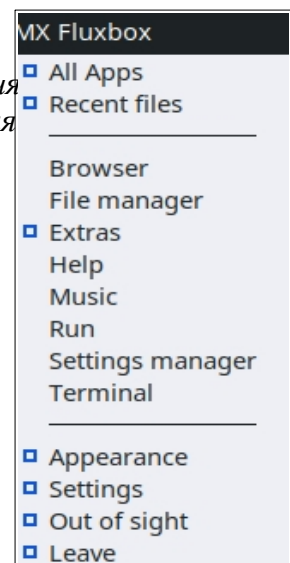 MX Fluxbox
All Apps
Recent files
Browser
File manager
Extras
Help
Music
Run
Settings manager
Terminal
Appearance
Settings
Out of sight
Leave